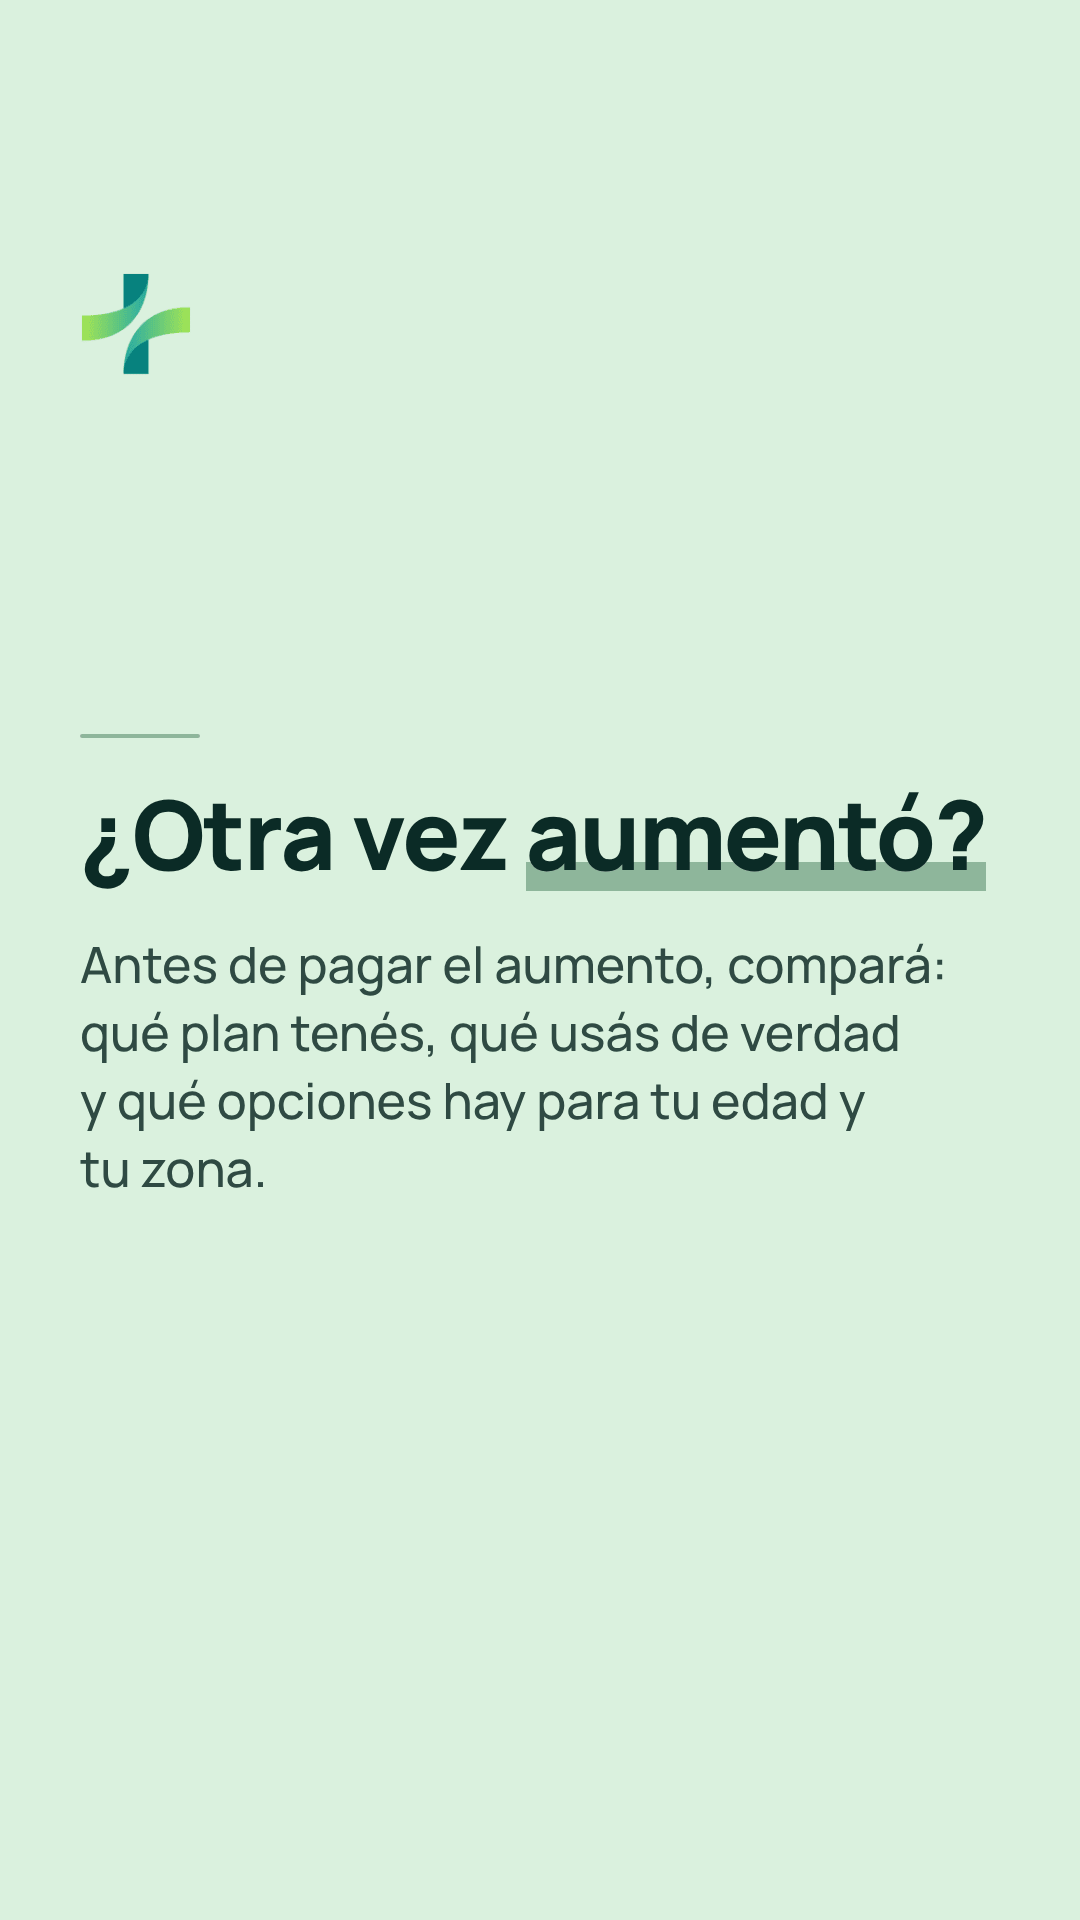 ¿Otra vez aumentó?
Antes de pagar el aumento, compará:
qué plan tenés, qué usás de verdad
y qué opciones hay para tu edad y
tu zona.